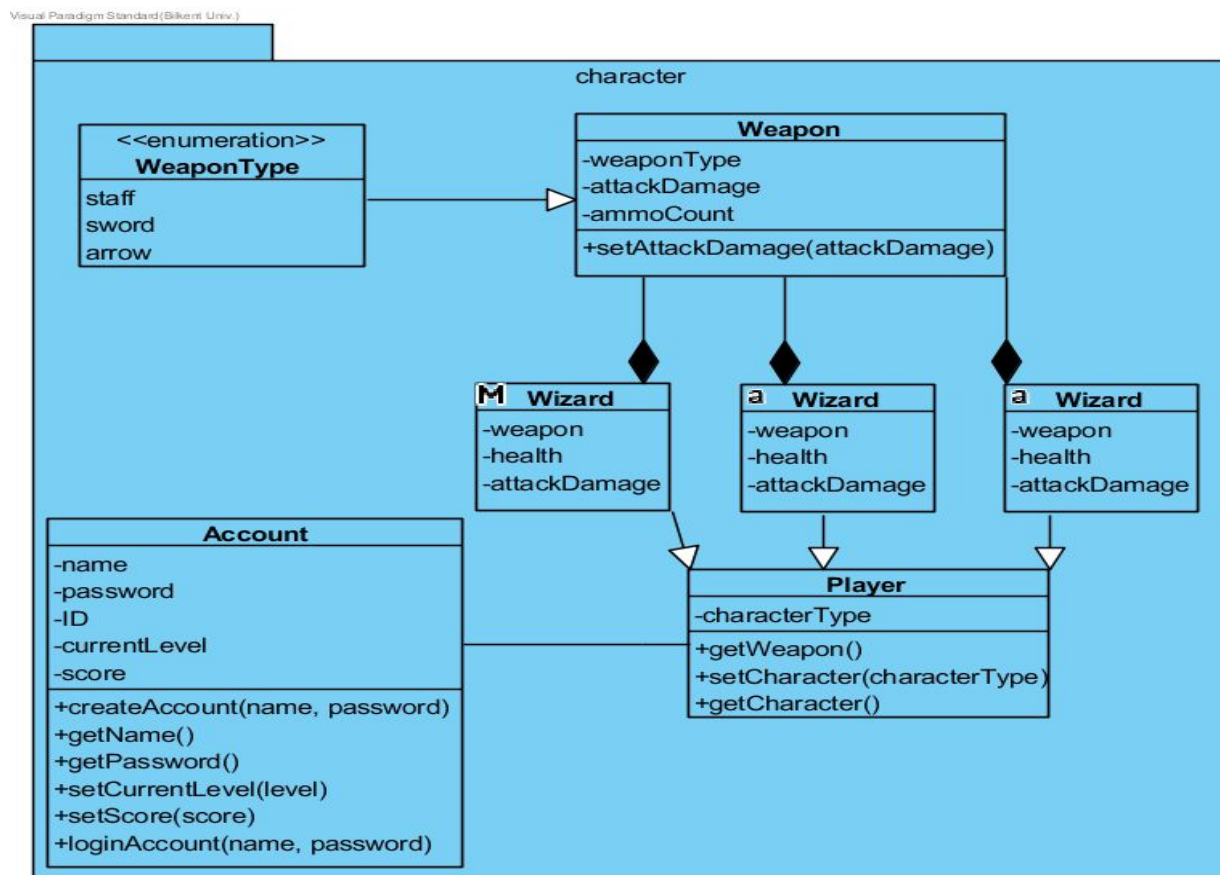 Visual Paradigm Standard(Bilkent Univ.)
character
<<enumeration>>
WeaponType
staff
sword
arrow
Weapon
-weaponType
-attackDamage
-ammoCount
+setAttackDamage(attackDamage)
M Wizard
-weapon
-health
-attackDamage
a Wizard
-weapon
-health
-attackDamage
a Wizard
-weapon
-health
-attackDamage
Account
-name
-password
-ID
-currentLevel
-score
+createAccount(name, password)
+getName()
+getPassword()
+setCurrentLevel(level)
+setScore(score)
+loginAccount(name, password)
Player
-characterType
+getWeapon()
+setCharacter(characterType)
+getCharacter()